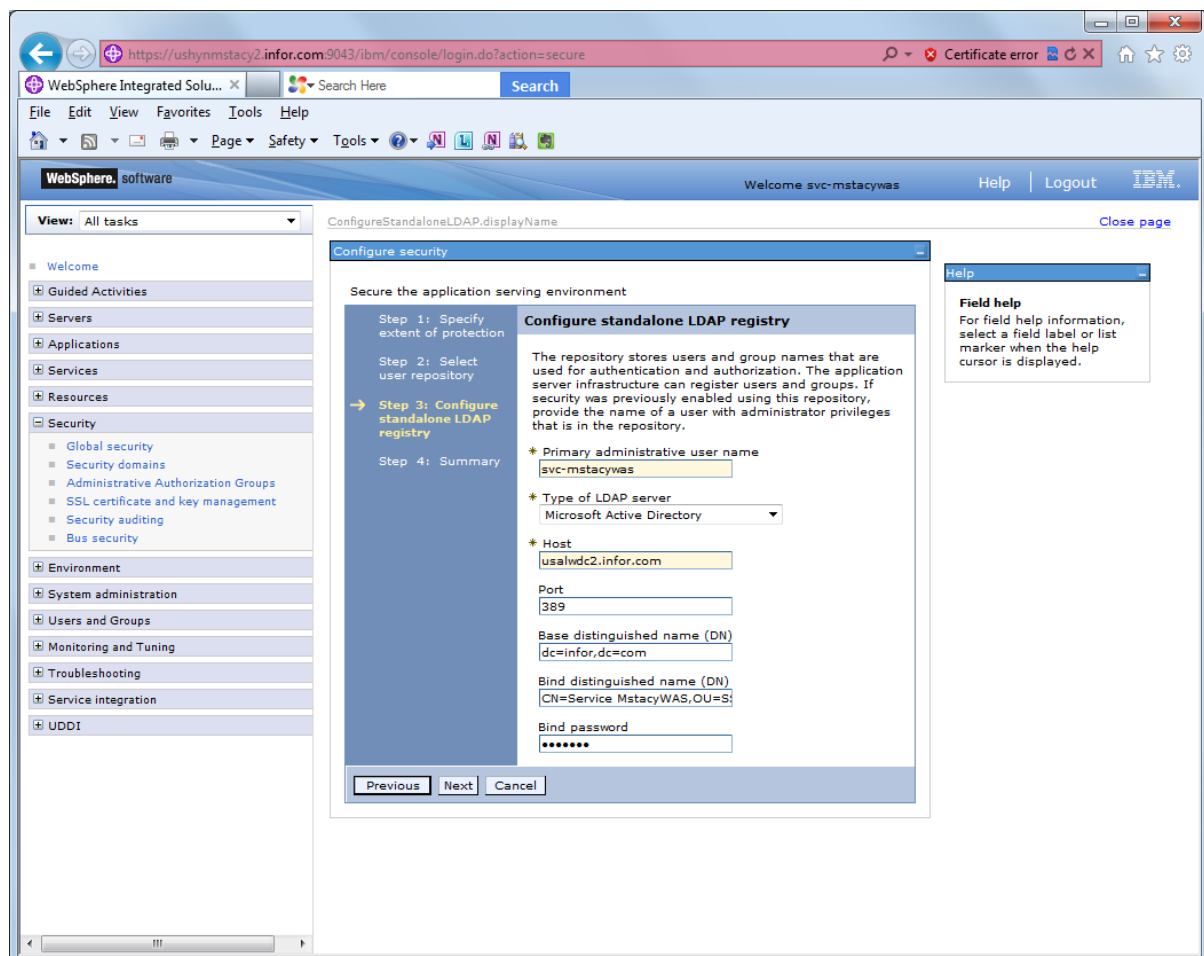 https://ushynmstacy2.infor.com:9043/ibm/console/login.do?action=secure
Certificate error
WebSphere Integrated Solu...
Search Here
Search
File Edit View Favorites Tools Help
Page Safety Tools
WebSphere. software
Welcome svc-mstacywas
Help
Logout
IBM.
View: All tasks
ConfigureStandaloneLDAP.displayName
Close page
Welcome
Guided Activities
Servers
Applications
Services
Resources
Security
Global security
Security domains
Administrative Authorization Groups
SSL certificate and key management
Security auditing
Bus security
Environment
System administration
Users and Groups
Monitoring and Tuning
Troubleshooting
Service integration
UDDI
Configure security
Secure the application serving environment
Step 1: Specify
extent of protection
Step 2: Select
user repository
Step 3: Configure
standalone LDAP
registry
Step 4: Summary
Configure standalone LDAP registry
The repository stores users and group names that are
used for authentication and authorization. The application
server infrastructure can register users and groups. If
security was previously enabled using this repository,
provide the name of a user with administrator privileges
that is in the repository.
* Primary administrative user name
svc-mstacywas
* Type of LDAP server
Microsoft Active Directory
* Host
usalwdc2.infor.com
Port
389
Base distinguished name (DN)
dc=infor,dc=com
Bind distinguished name (DN)
CN=Service MstacyWAS,OU=S
Bind password
•••••••
Previous Next Cancel
Help
Field help
For field help information,
select a field label or list
marker when the help
cursor is displayed.